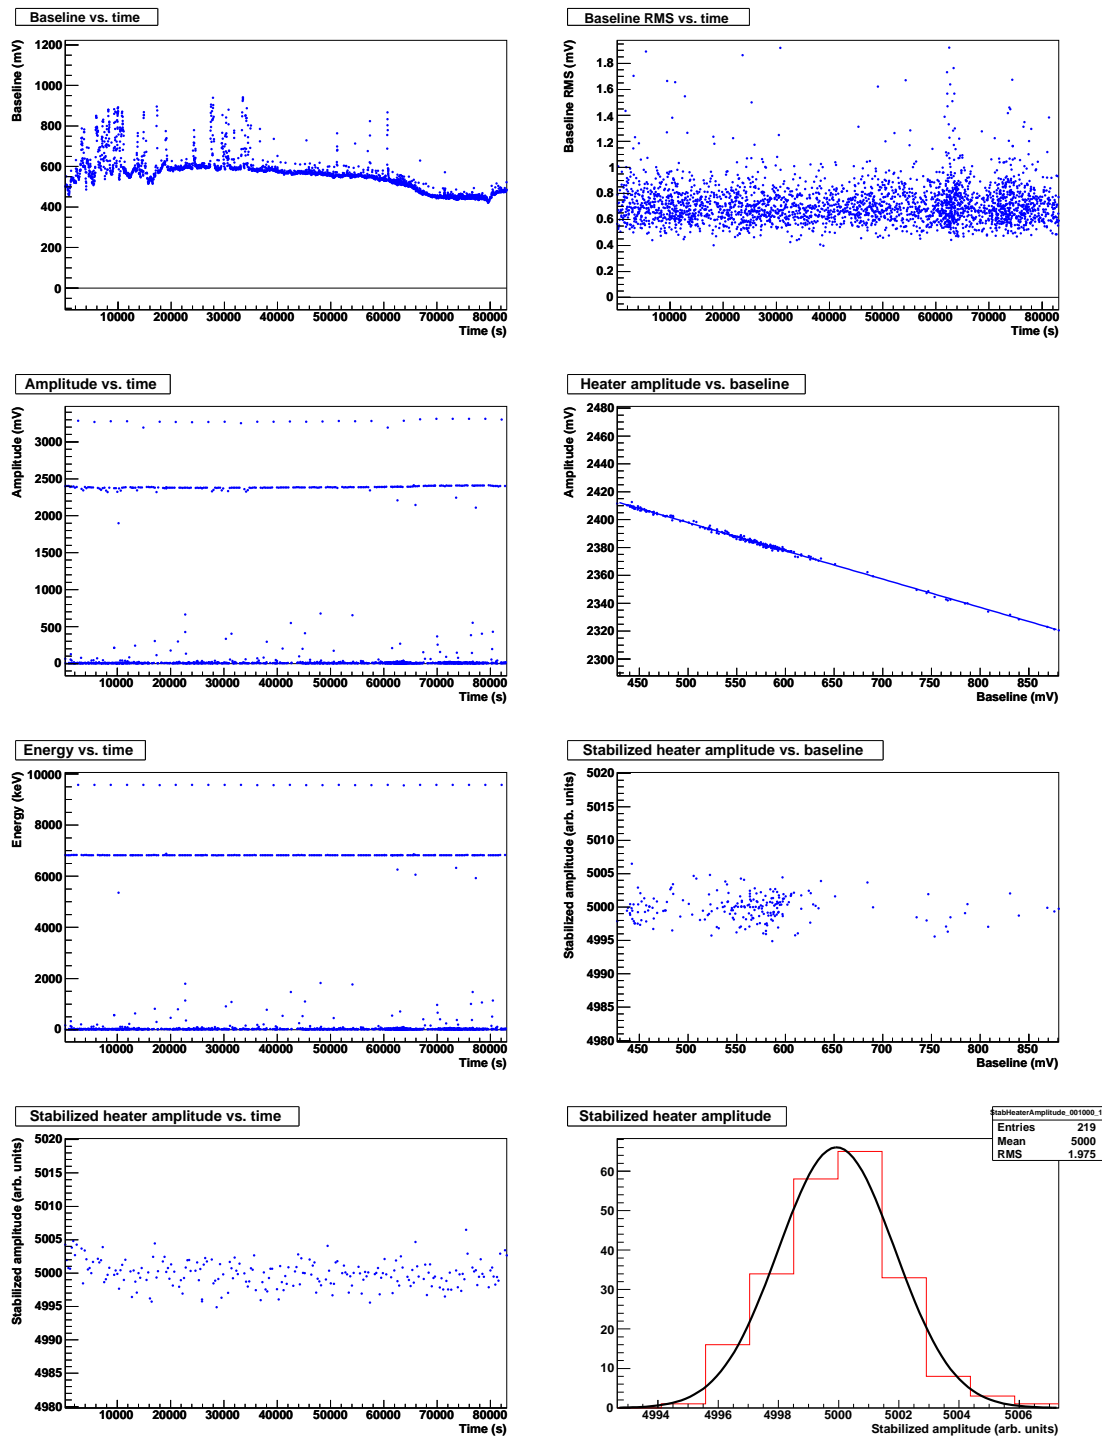 Baseline vs. time
Baseline (mV)
1200
1000
800
600
400
200
0
10000 20000 30000 40000 50000 60000 70000 80000
Time (s)
Baseline RMS vs. time
Baseline RMS (mV)
1.8
1.6
1.4
1.2
1
0.8
0.6
0.4
0.2
0
10000 20000 30000 40000 50000 60000 70000 80000
Time (s)
Amplitude vs. time
Amplitude (mV)
3000
2500
2000
1500
1000
500
0
10000 20000 30000 40000 50000 60000 70000 80000
Time (s)
Heater amplitude vs. baseline
Amplitude (mV)
2480
2460
2440
2420
2400
2380
2360
2340
2320
2300
450 500 550 600 650 700 750 800 850
Baseline (mV)
Energy vs. time
Energy (keV)
10000
8000
6000
4000
2000
0
10000 20000 30000 40000 50000 60000 70000 80000
Time (s)
Stabilized heater amplitude vs. baseline
Stabilized amplitude (arb. units)
5020
5015
5010
5005
5000
4995
4990
4985
4980
450 500 550 600 650 700 750 800 850
Baseline (mV)
Stabilized heater amplitude vs. time
Stabilized amplitude (arb. units)
5020
5015
5010
5005
5000
4995
4990
4985
4980
10000 20000 30000 40000 50000 60000 70000 80000
Time (s)
Stabilized heater amplitude
StabHeaterAmplitude_001000_1
Entries 219
Mean 5000
RMS 1.975
60
50
40
30
20
10
0
4994 4996 4998 5000 5002 5004 5006
Stabilized amplitude (arb. units)